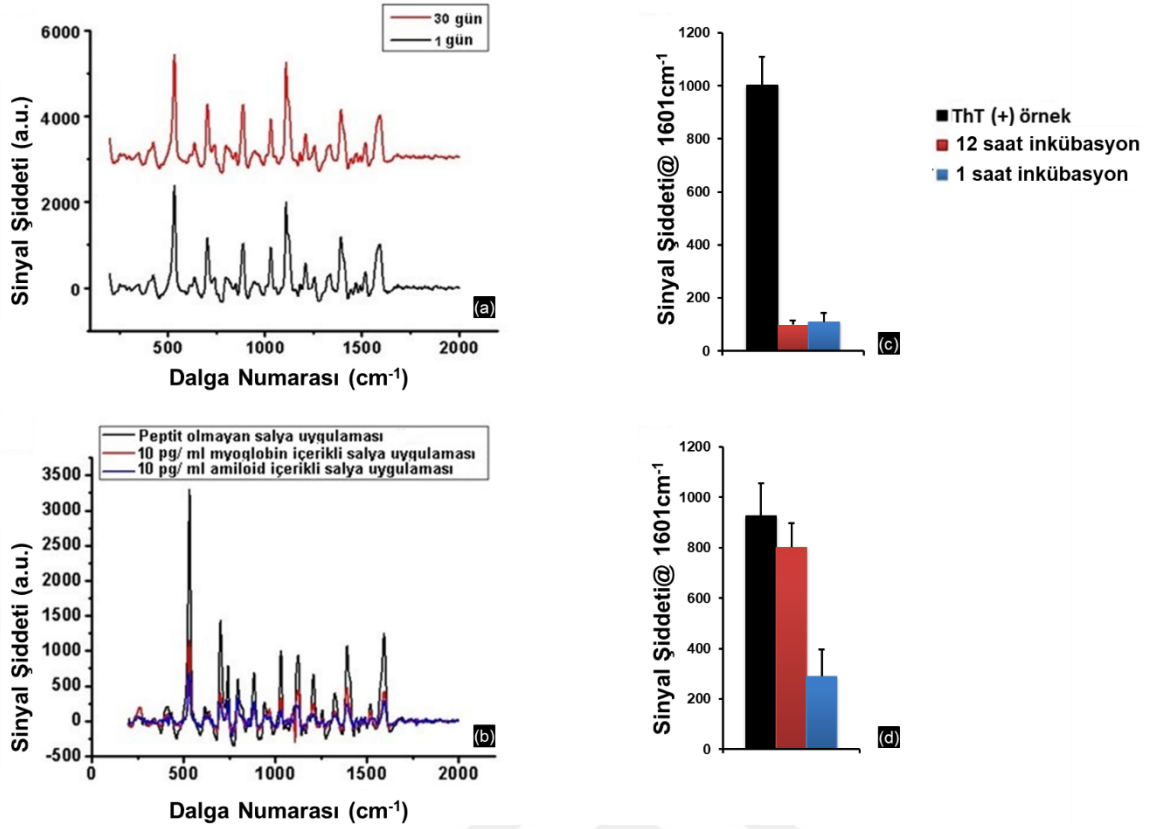 30 gün
1 gün
6000
4000
2000
0
Sinyal Şiddeti (a.u.)
500
1000
1500
2000
Dalga Numarası (cm-1)
(a)
1200
1000
800
600
400
200
0
Sinyal Şiddeti@ 1601cm-1
(c)
ThT (+) örnek
12 saat inkübasyon
1 saat inkübasyon
Peptit olmayan salya uygulaması
10 pg/ ml myoglobin içerikli salya uygulaması
10 pg/ ml amiloid içerikli salya uygulaması
3500
3000
2500
2000
1500
1000
500
0
-500
Sinyal Şiddeti (a.u.)
0
500
1000
1500
2000
Dalga Numarası (cm-1)
(b)
1200
1000
800
600
400
200
0
Sinyal Şiddeti@ 1601cm-1
(d)